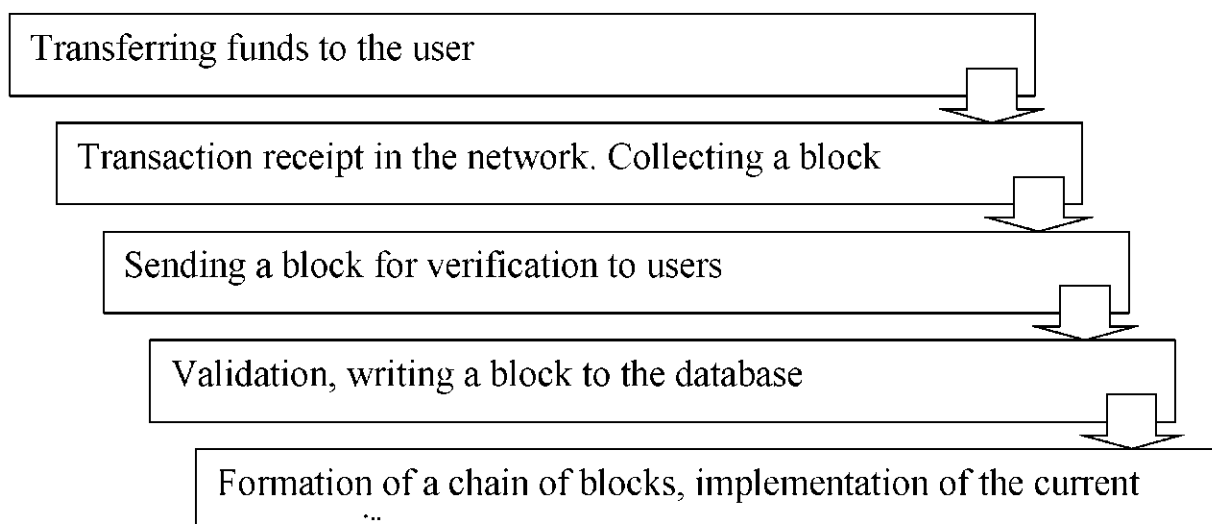 Transferring funds to the user
Transaction receipt in the network. Collecting a block
Sending a block for verification to users
Validation, writing a block to the database
Formation of a chain of blocks, implementation of the current